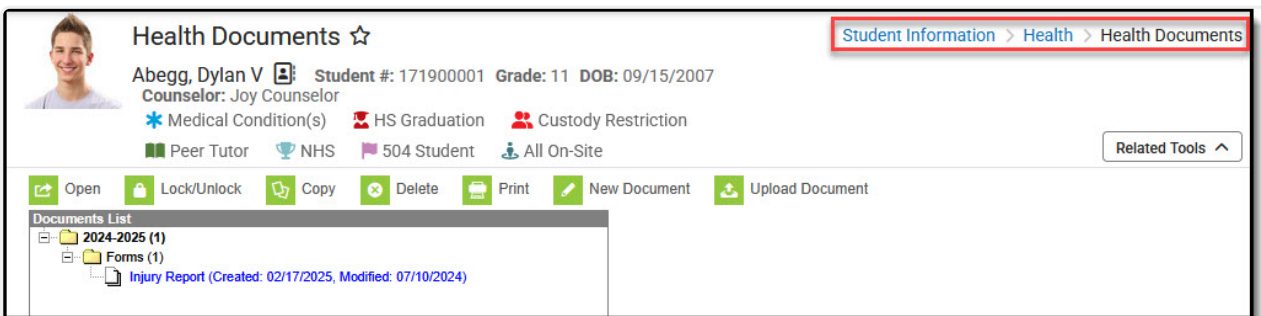 Health Documents ☆
Student Information > Health > Health Documents
Abegg, Dylan V Student #: 171900001 Grade: 11 DOB: 09/15/2007
Counselor: Joy Counselor
Medical Condition(s) HS Graduation Custody Restriction
Peer Tutor NHS 504 Student All On-Site
Related Tools
Open Lock/Unlock Copy Delete Print New Document Upload Document
Documents List
2024-2025 (1)
Forms (1)
Injury Report (Created: 02/17/2025, Modified: 07/10/2024)